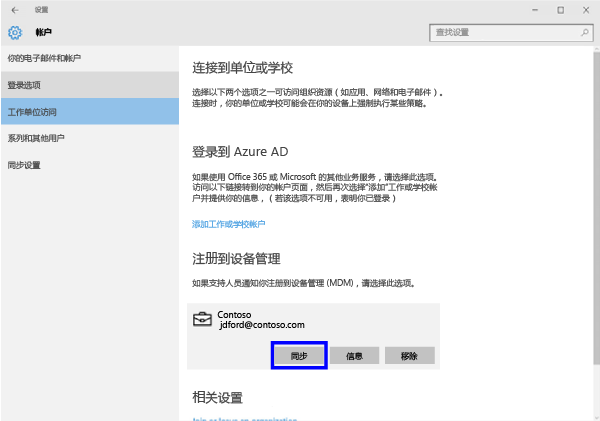 设置
帐户
查找设置
你的电子邮件和帐户
登录选项
工作单位访问
系列和其他用户
同步设置
连接到单位或学校
选择以下两个选项之一可访问组织资源（如应用、网络和电子邮件）。
连接时，你的单位或学校可能会在你的设备上强制执行某些策略。
登录到 Azure AD
如果使用 Office 365 或 Microsoft 的其他业务服务，请选择此选项。
访问以下链接转到你的帐户页面，然后再次选择“添加”工作或学校帐
户并提供你的信息，（若该选项不可用，表明你已登录）
添加工作或学校帐户
注册到设备管理
如果支持人员通知你注册到设备管理 (MDM)，请选择此选项。
Contoso
jdford@contoso.com
同步
信息
移除
相关设置
Join or leave an organization